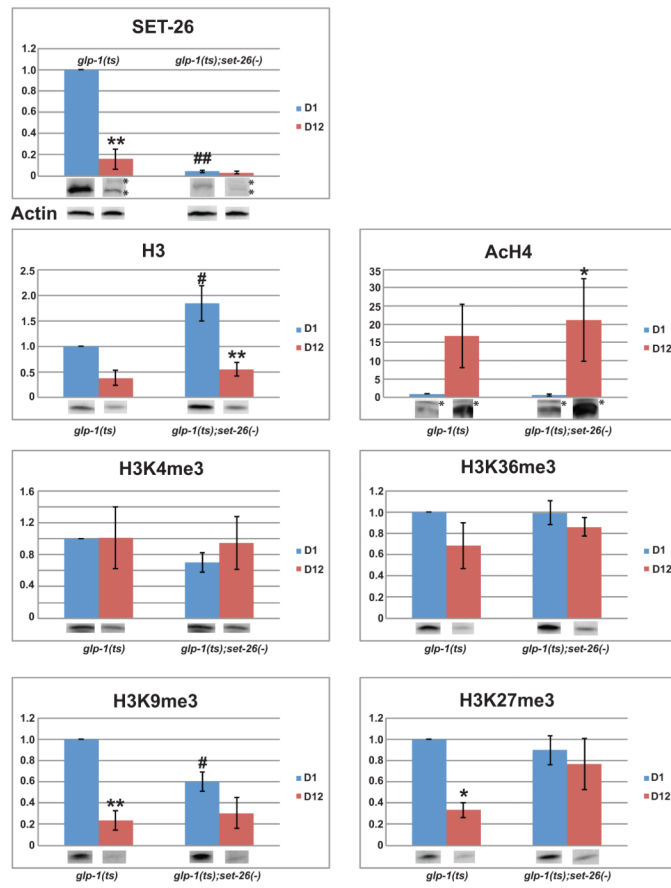 SET-26
1.2
1.0
0.8
0.6
0.4
0.2
0
glp-1(ts)
glp-1(ts);set-26(-)
**
##
D1
D12
*
*
*
*
Actin
H3
2.5
2.0
1.5
1.0
0.5
0.0
#
**
D1
D12
glp-1(ts)
glp-1(ts);set-26(-)
AcH4
35
30
25
20
15
10
5
0
*
D1
D12
*
*
*
*
glp-1(ts)
glp-1(ts);set-26(-)
H3K4me3
1.6
1.2
0.8
0.4
0
D1
D12
glp-1(ts)
glp-1(ts);set-26(-)
H3K36me3
1.2
1.0
0.8
0.6
0.4
0.2
0
D1
D12
glp-1(ts)
glp-1(ts);set-26(-)
H3K9me3
1.2
1.0
0.8
0.6
0.4
0.2
0
**
#
D1
D12
glp-1(ts)
glp-1(ts);set-26(-)
H3K27me3
1.2
1.0
0.8
0.6
0.4
0.2
0
*
D1
D12
glp-1(ts)
glp-1(ts);set-26(-)